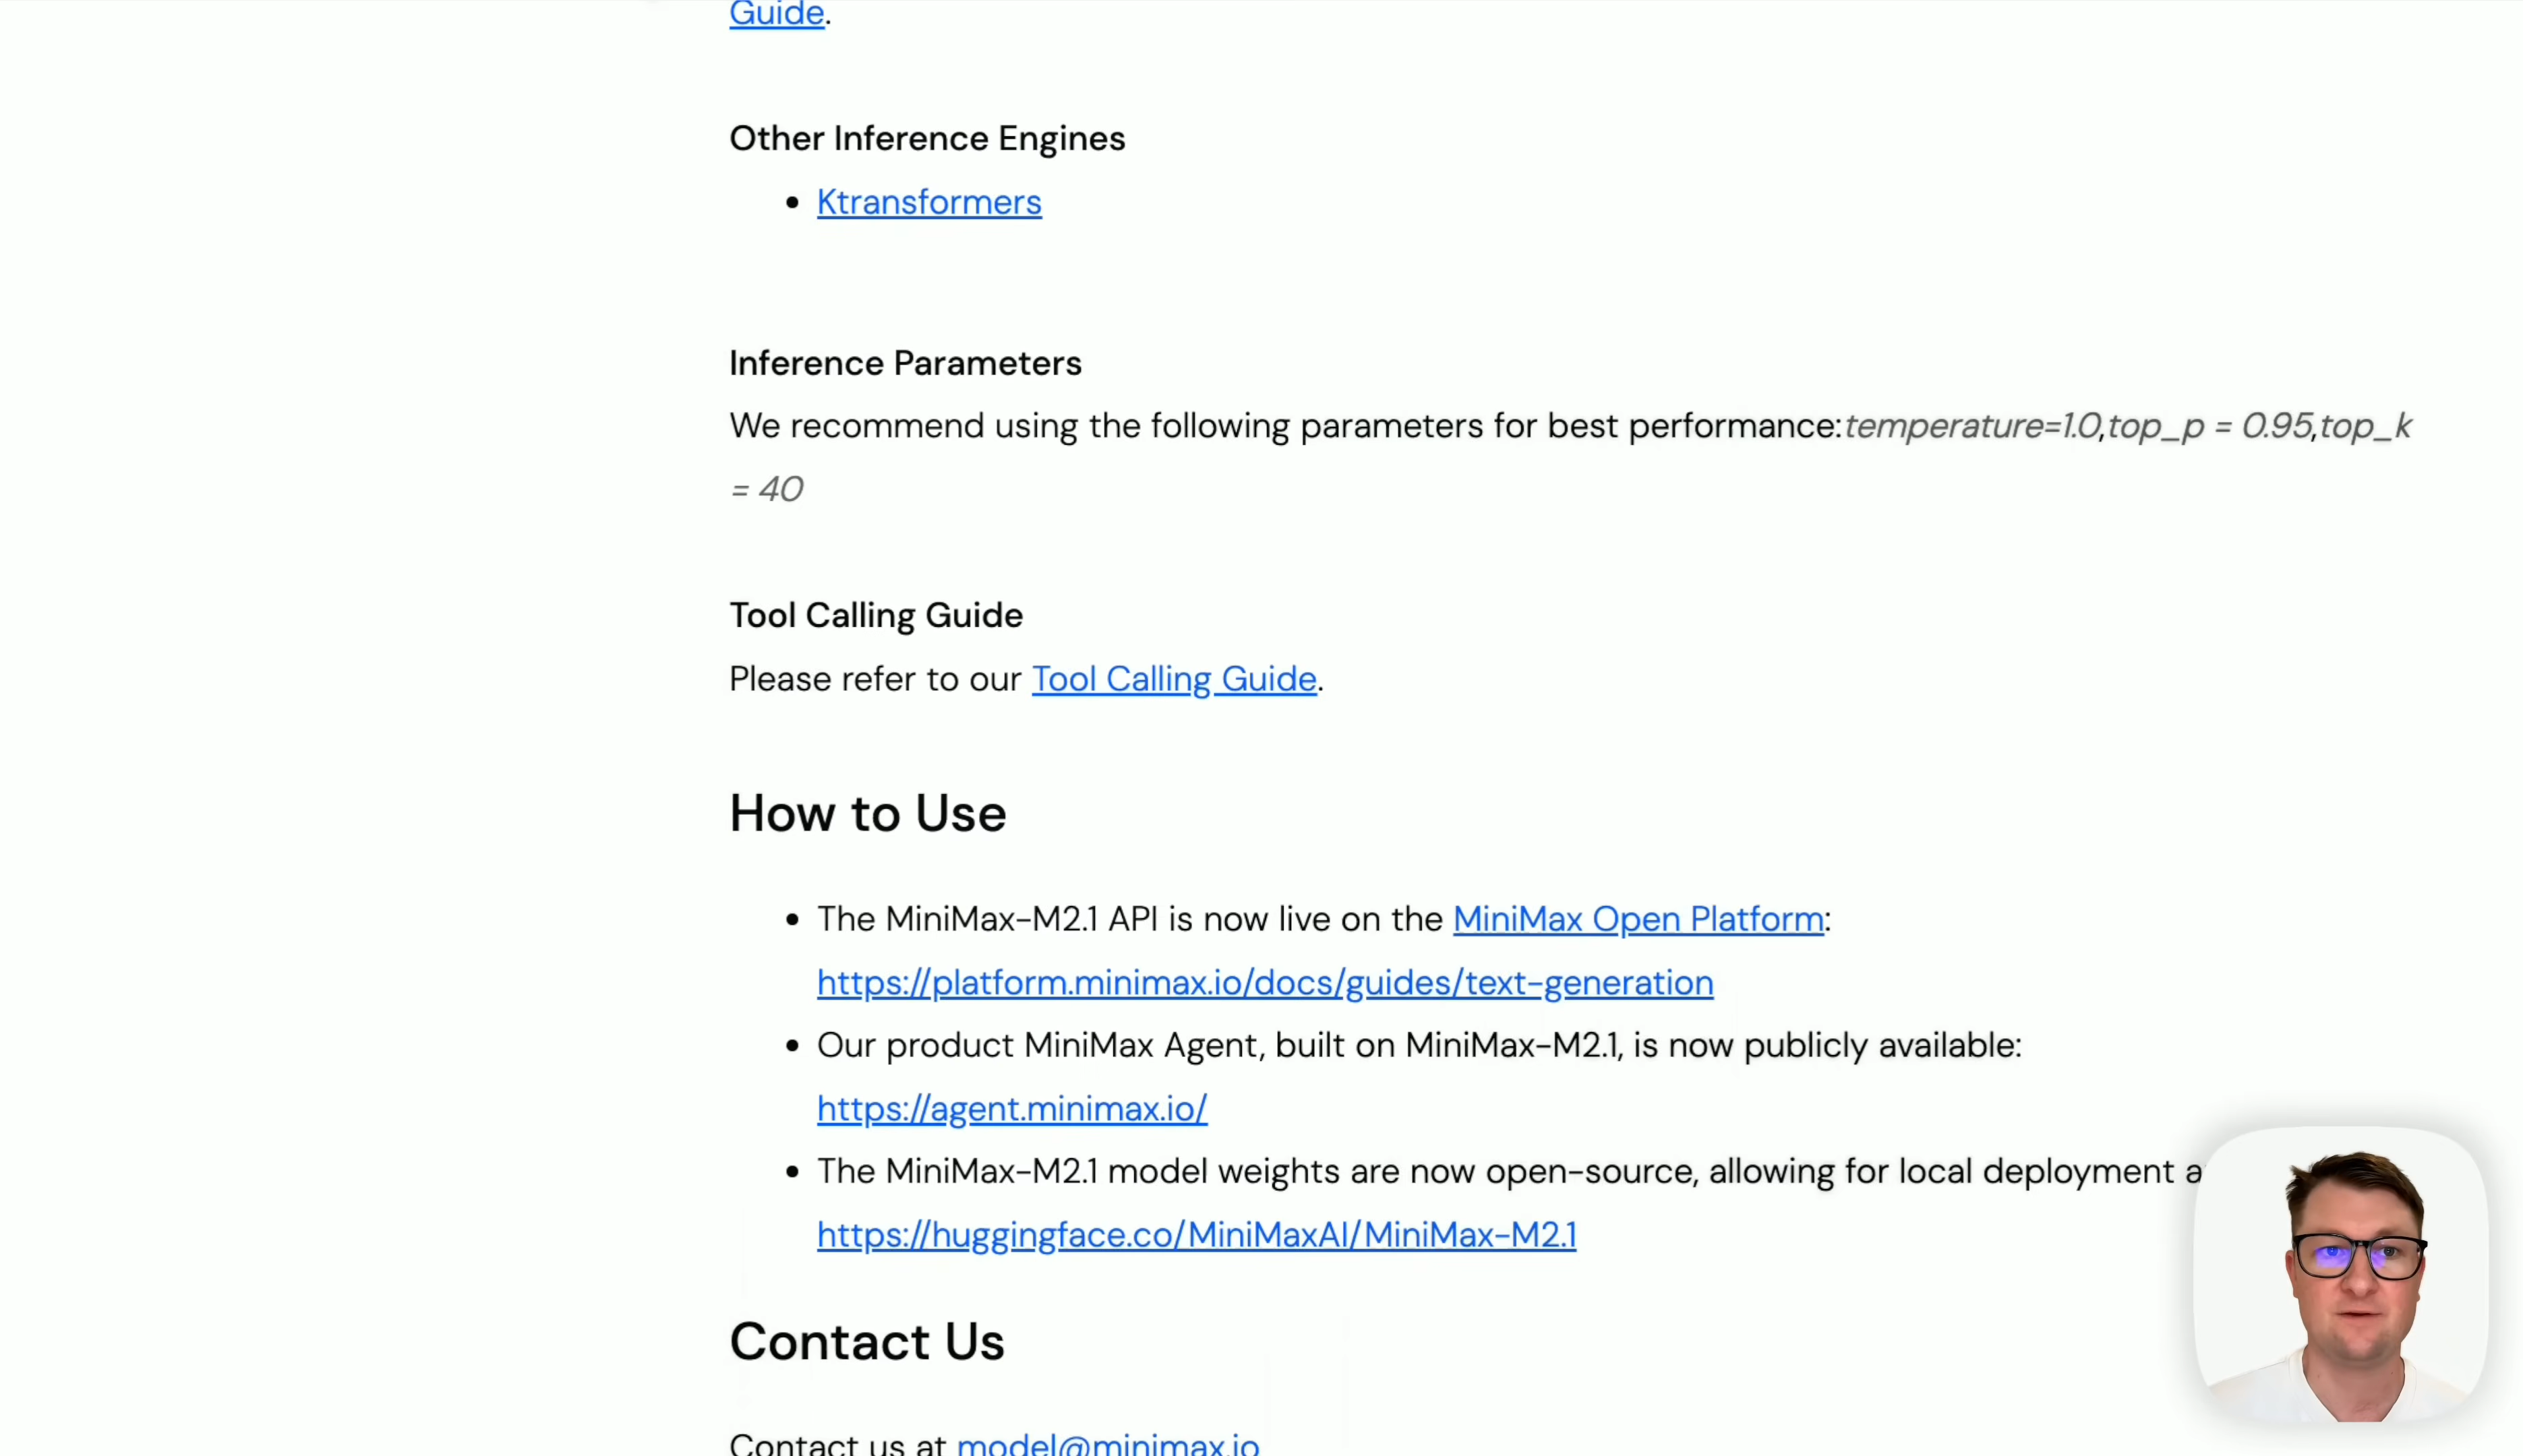 Guide.
Other Inference Engines
• Ktransformers
Inference Parameters
We recommend using the following parameters for best performance:temperature=1.0,top_p = 0.95,top_k
= 40
Tool Calling Guide
Please refer to our Tool Calling Guide.
How to Use
• The MiniMax-M2.1 API is now live on the MiniMax Open Platform:
https://platform.minimax.io/docs/guides/text-generation
• Our product MiniMax Agent, built on MiniMax-M2.1, is now publicly available:
https://agent.minimax.io/
• The MiniMax-M2.1 model weights are now open-source, allowing for local deployment a
https://huggingface.co/MiniMaxAI/MiniMax-M2.1
Contact Us
Contact us at model@minimax.io